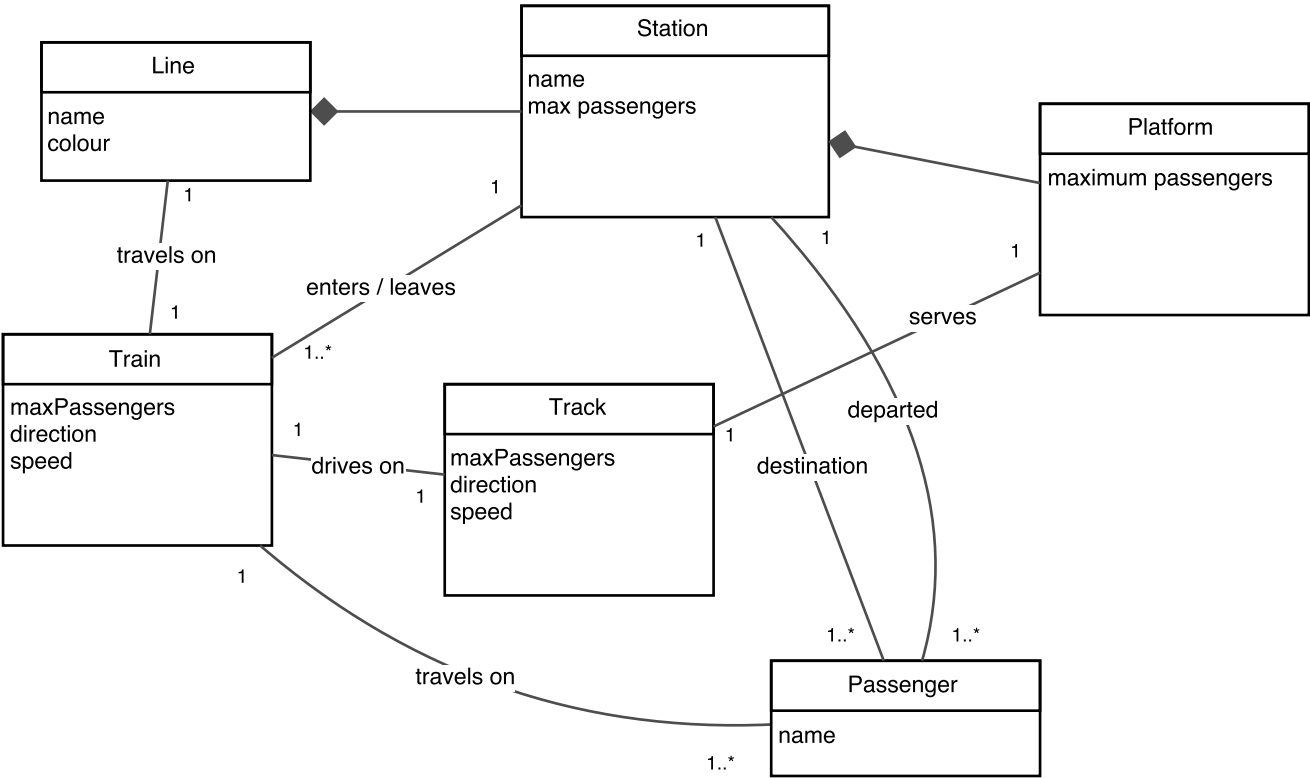 Station
name
max passengers
Line
name
colour
Platform
maximum passengers
1
1
1
1
1
travels on
enters / leaves
1
1..*
serves
Train
maxPassengers
direction
speed
1
drives on
1
Track
maxPassengers
direction
speed
1
departed
destination
1
travels on
1..*
1..*
1..*
Passenger
name